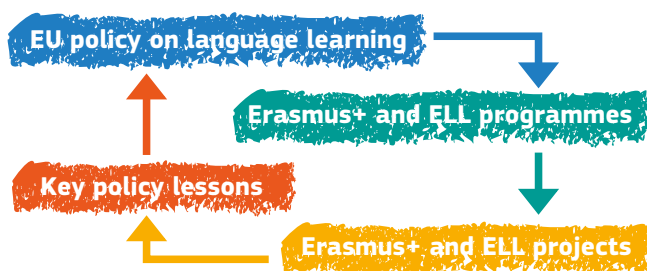 EU policy on language learning
Erasmus+ and ELL programmes
Key policy lessons
Erasmus+ and ELL projects